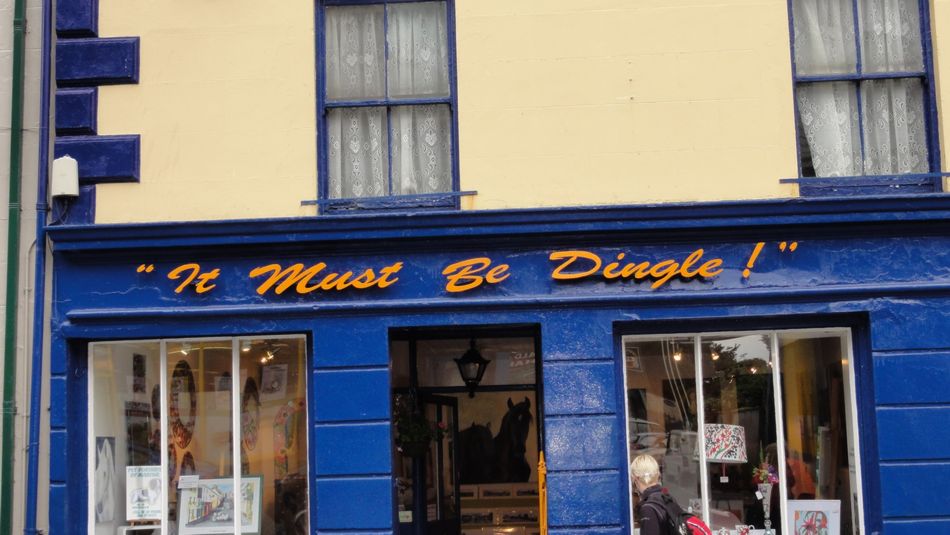 “ It Must Be Dingle ! ”